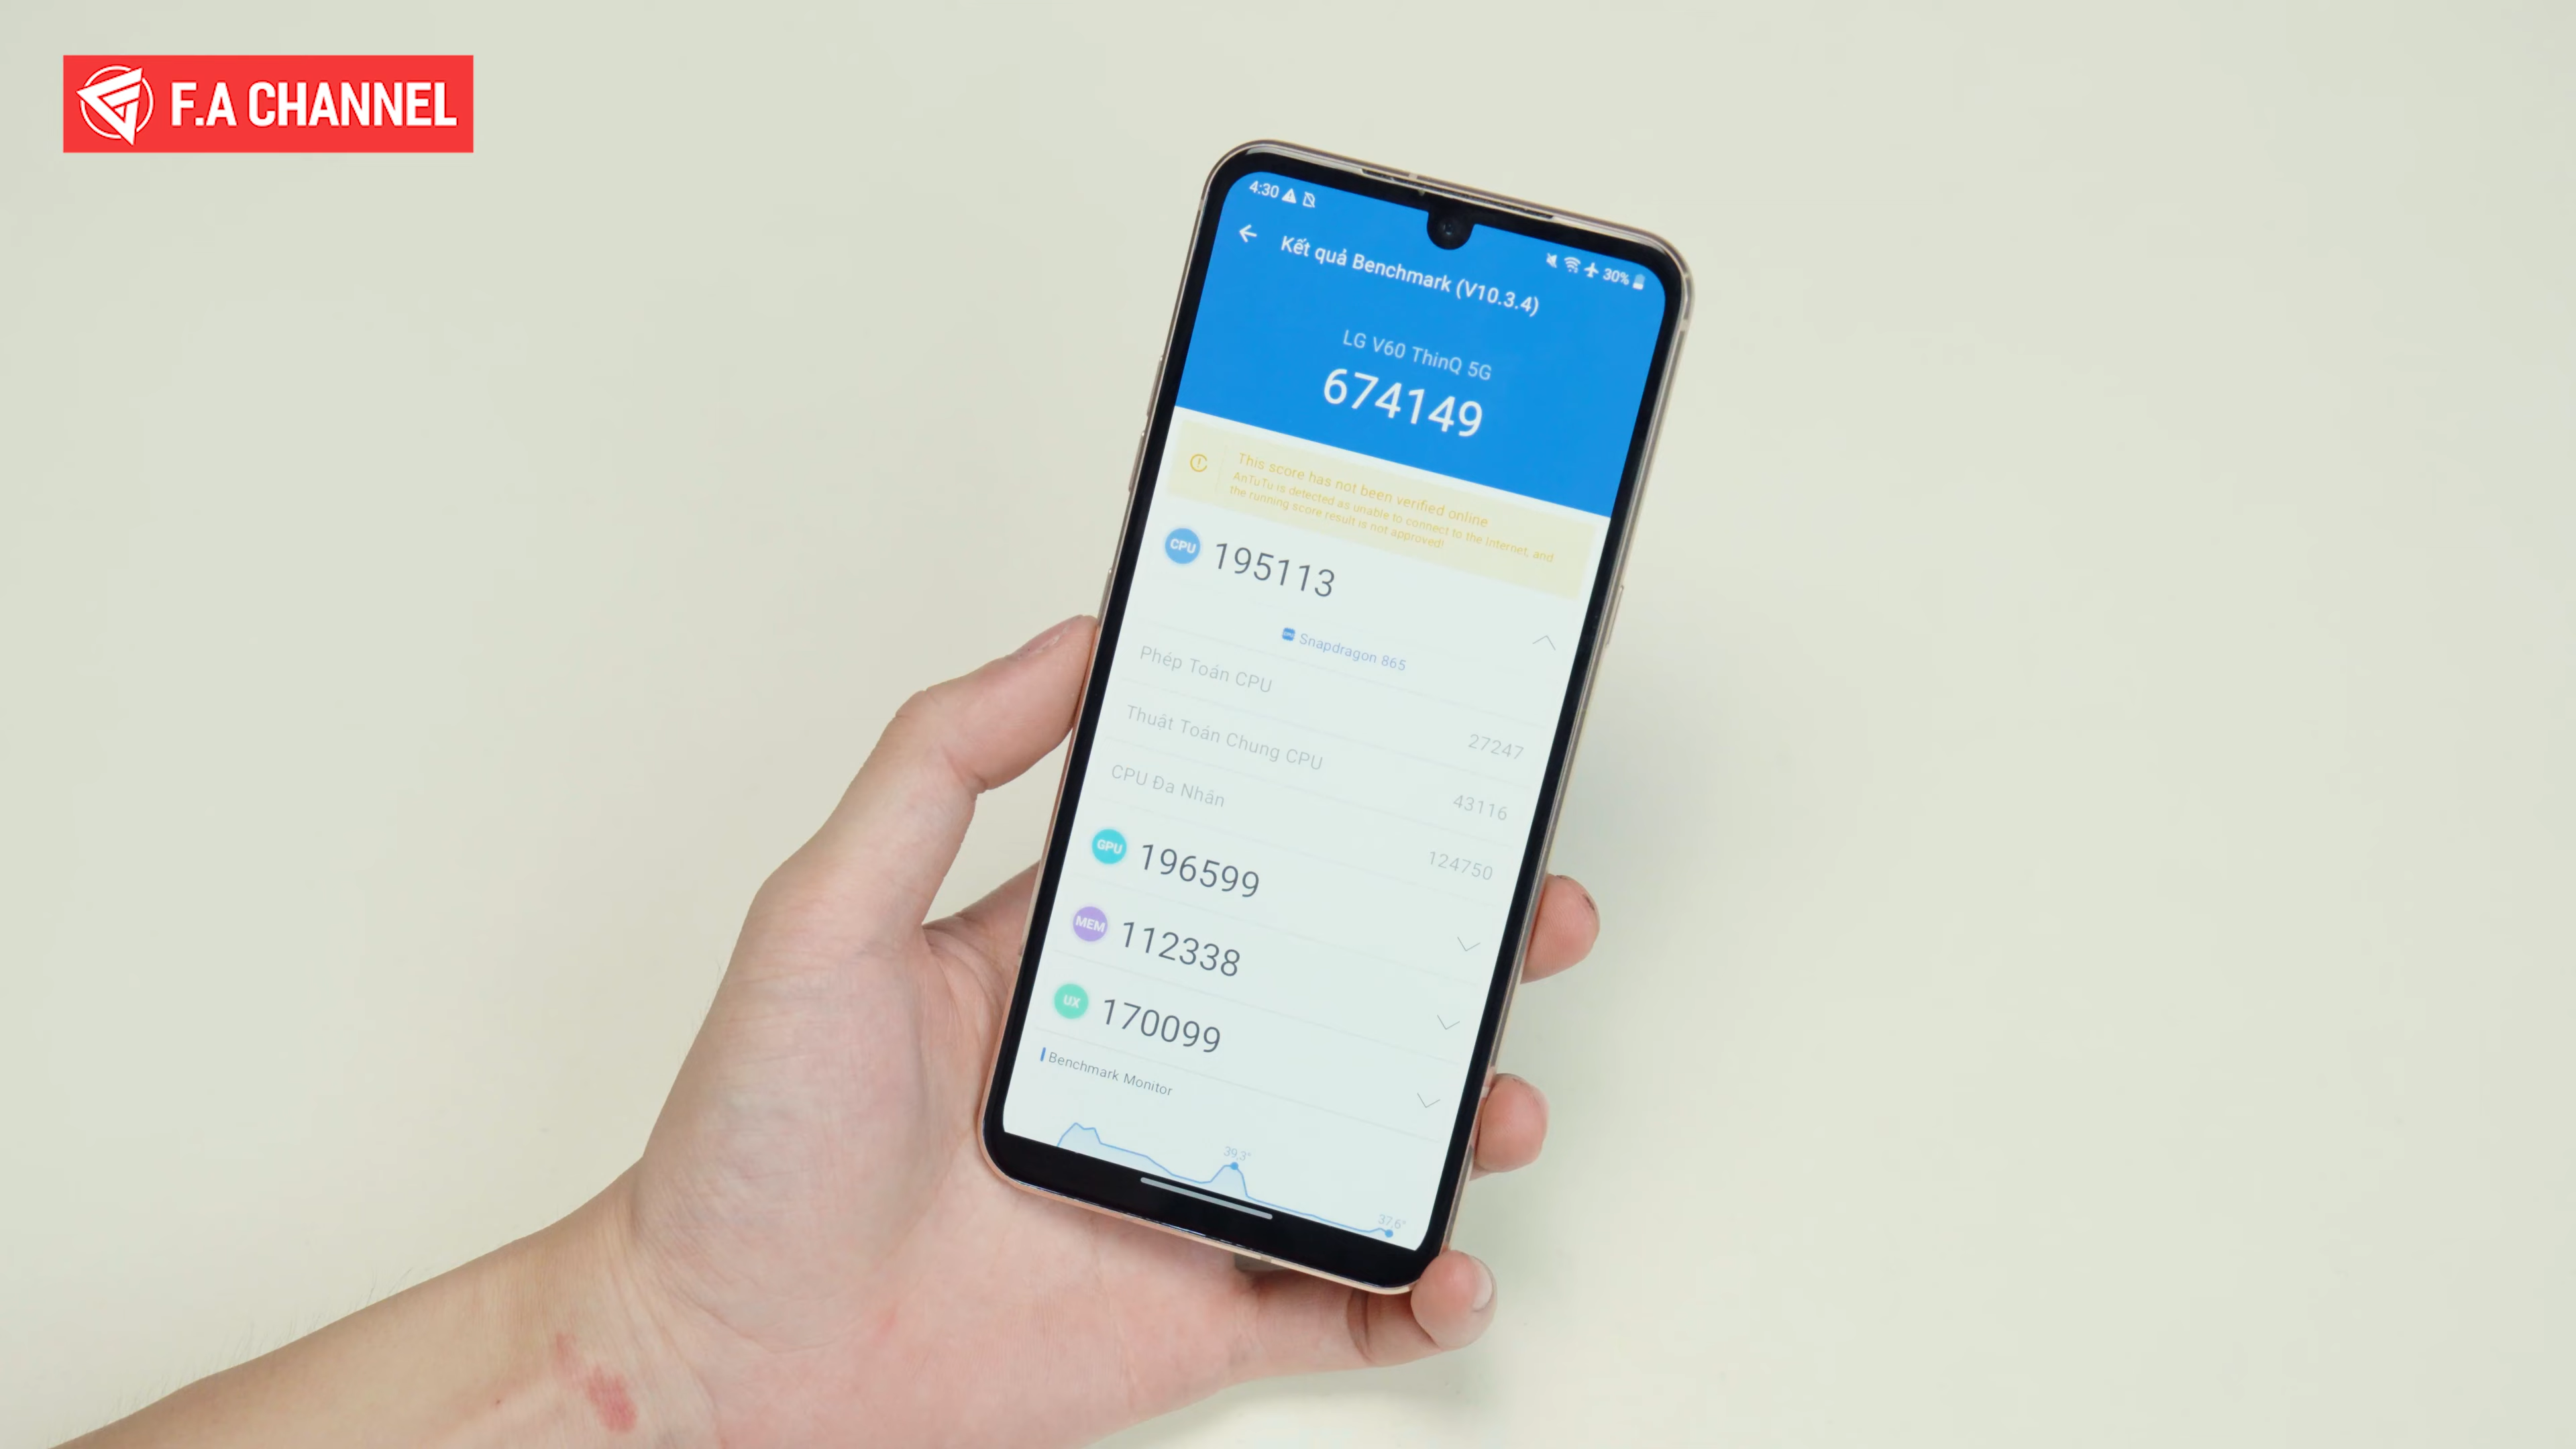 F.A CHANNEL
4:30
30%
Kết quả Benchmark (V10.3.4)
LG V60 ThinQ 5G
674149
This score has not been verified online
AnTuTu is detected as unable to connect to the Internet, and
the running score result is not approved!
CPU 195113
Snapdragon 865
Phép Toán CPU 27247
Thuật Toán Chung CPU 43116
CPU Đa Nhân 124750
GPU 196599
MEM 112338
UX 170099
Benchmark Monitor
39.3°
37.6°